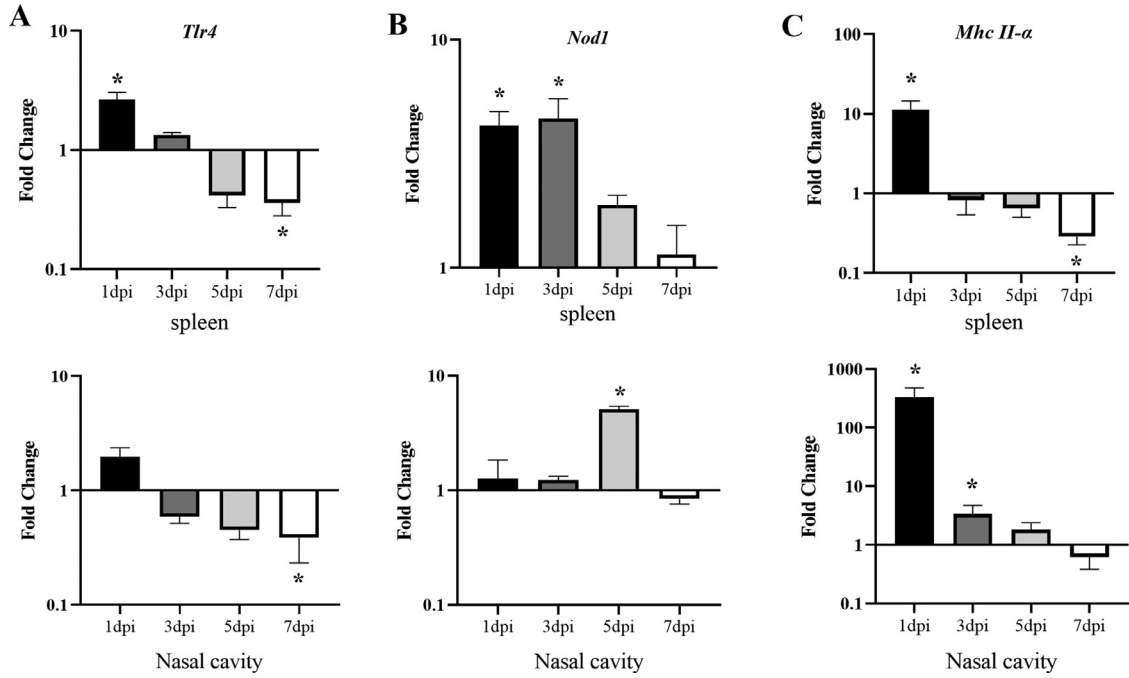 A
Tlr4
Fold Change
10
1
0.1
*
*
1dpi 3dpi 5dpi 7dpi
spleen
B
Nod1
Fold Change
10
1
* *
1dpi 3dpi 5dpi 7dpi
spleen
C
Mhc II-α
Fold Change
100
10
1
0.1
*
*
1dpi 3dpi 5dpi 7dpi
spleen
Fold Change
10
1
0.1
*
1dpi 3dpi 5dpi 7dpi
Nasal cavity
Fold Change
10
1
0.1
*
1dpi 3dpi 5dpi 7dpi
Nasal cavity
Fold Change
1000
100
10
1
0.1
*
*
1dpi 3dpi 5dpi 7dpi
Nasal cavity